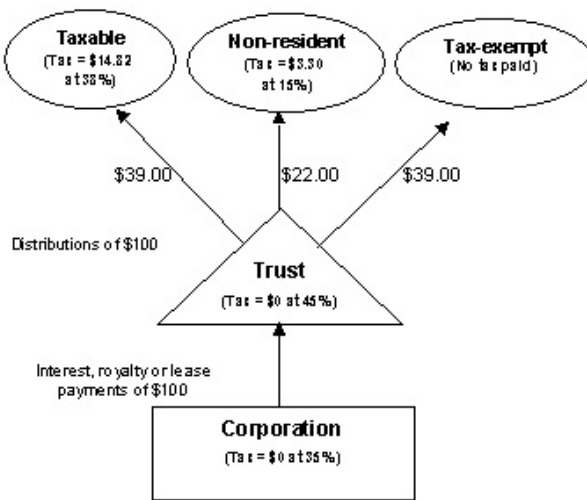 Taxable
(Tax = $14.82
at 38%)
Non-resident
(Tax = $3.30
at 15%)
Tax-exempt
(No tax paid)
$39.00
$22.00
$39.00
Distributions of $100
Trust
(Tax = $0 at 45%)
Interest, royalty or lease
payments of $100
Corporation
(Tax = $0 at 35%)